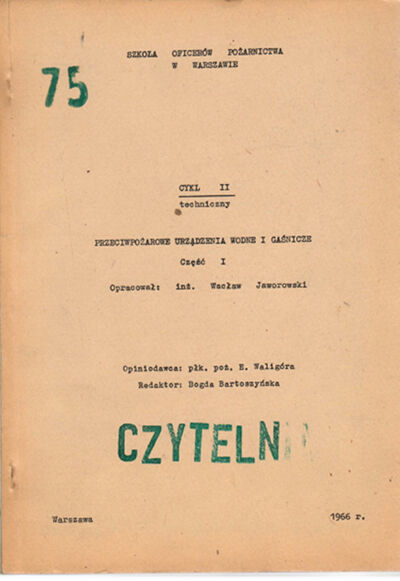 SZKOŁA OFICERÓW POŻARNICTWA
W WARSZAWIE
75
CYKL II
techniczny
PRZECIWPOŻAROWE URZĄDZENIA WODNE I GAŚNICZE
Część I
Opracował: inż. Wacław Jaworowski
Opiniodawca: płk. poż. E. Waligóra
Redaktor: Bogda Bartoszyńska
CZYTELN
Warszawa 1966 r.